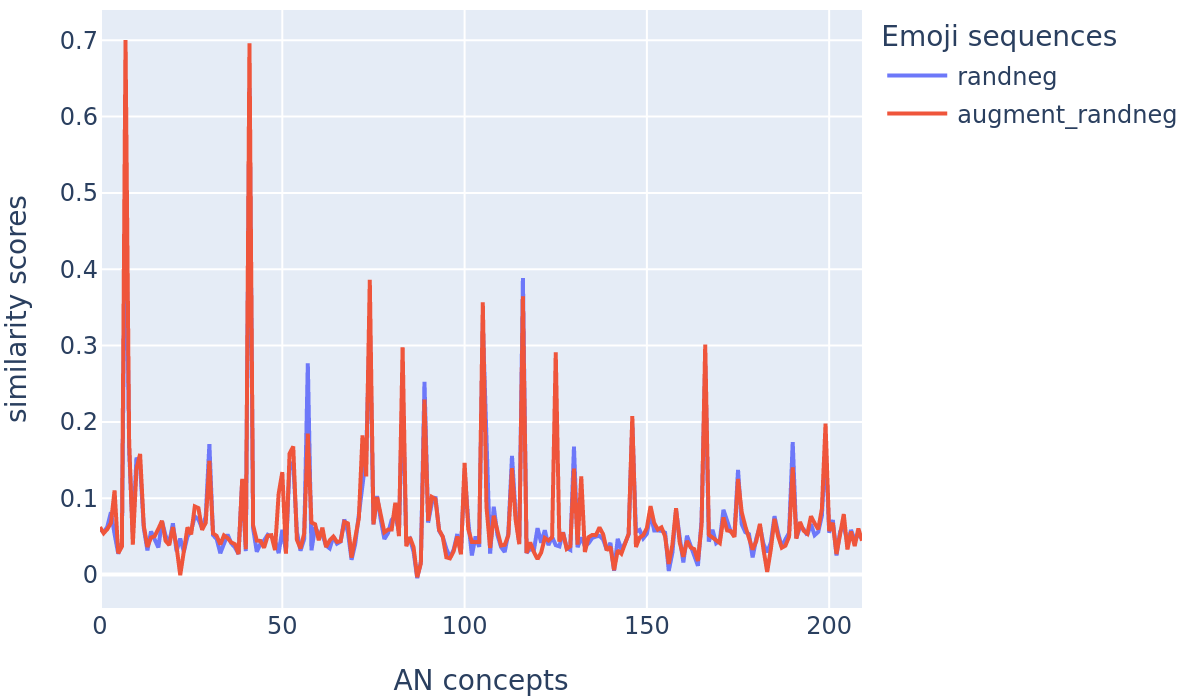 Emoji sequences
randneg
augment_randneg
similarity scores
0.7
0.6
0.5
0.4
0.3
0.2
0.1
0
0 50 100 150 200
AN concepts